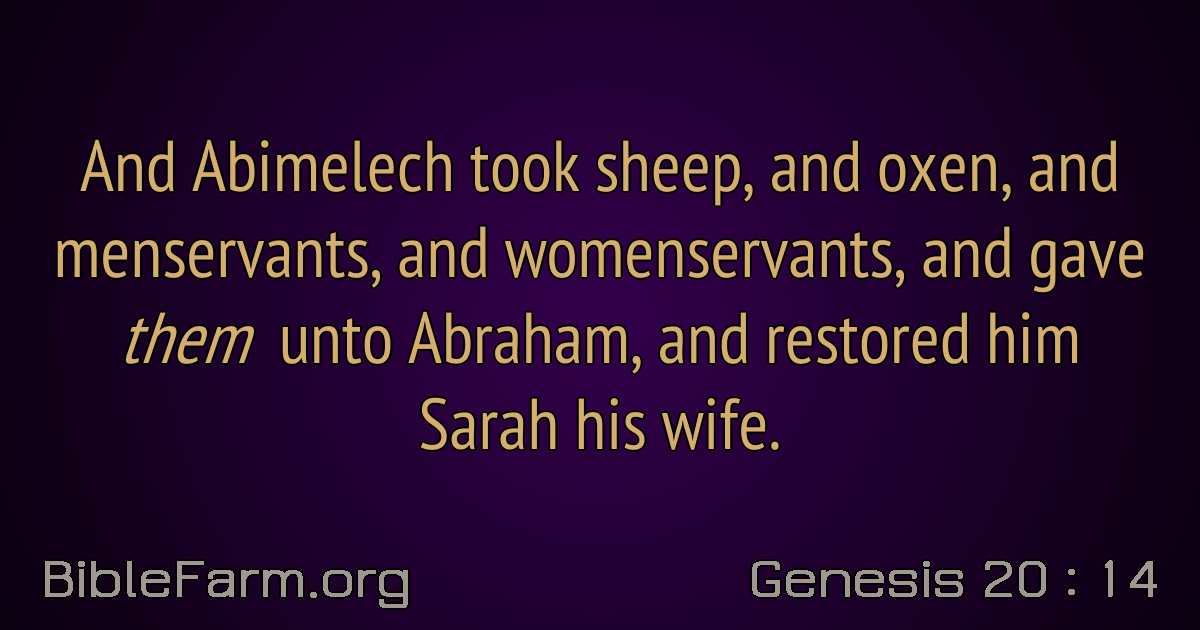 And Abimelech took sheep, and oxen, and
menservants, and womenservants, and gave
them unto Abraham, and restored him
Sarah his wife.
BibleFarm.org
Genesis 20 : 14